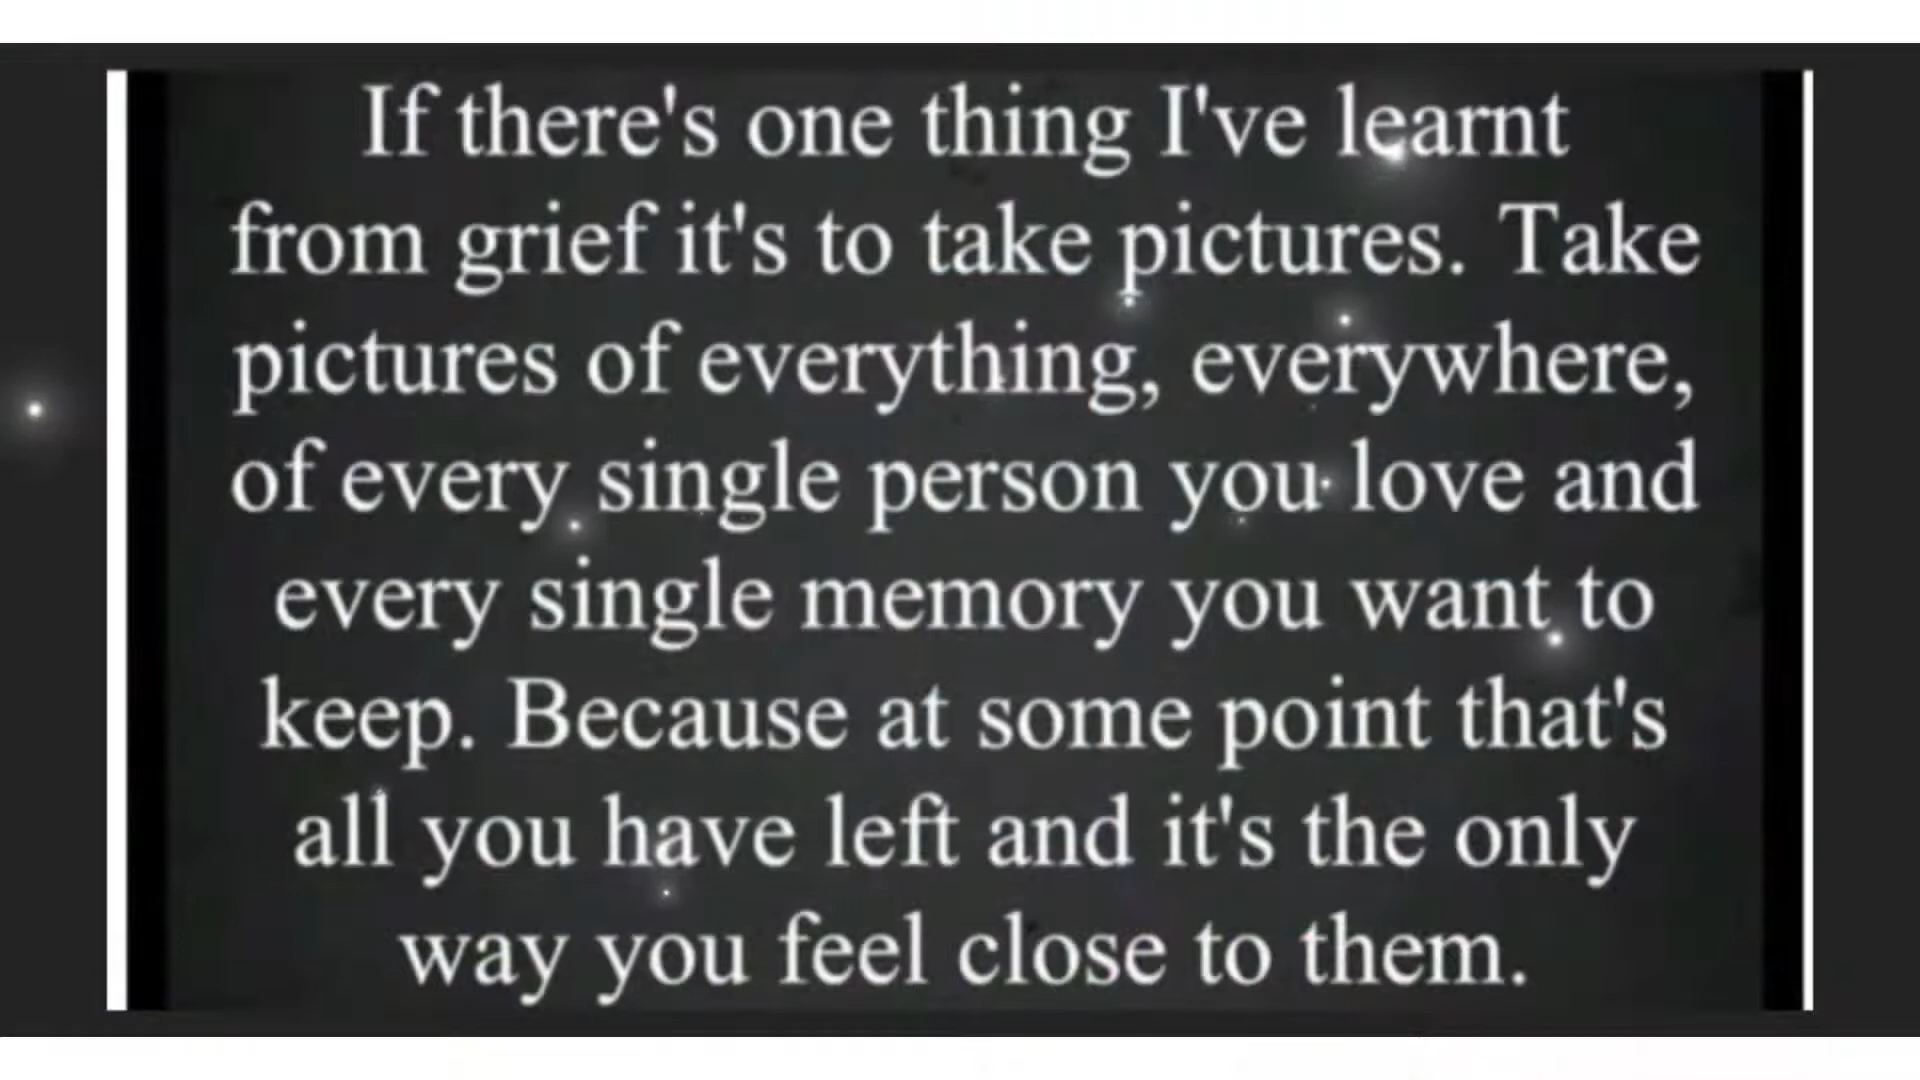 If there's one thing I've learnt
from grief it's to take pictures. Take
pictures of everything, everywhere,
of every single person you love and
every single memory you want to
keep. Because at some point that's
all you have left and it's the only
way you feel close to them.